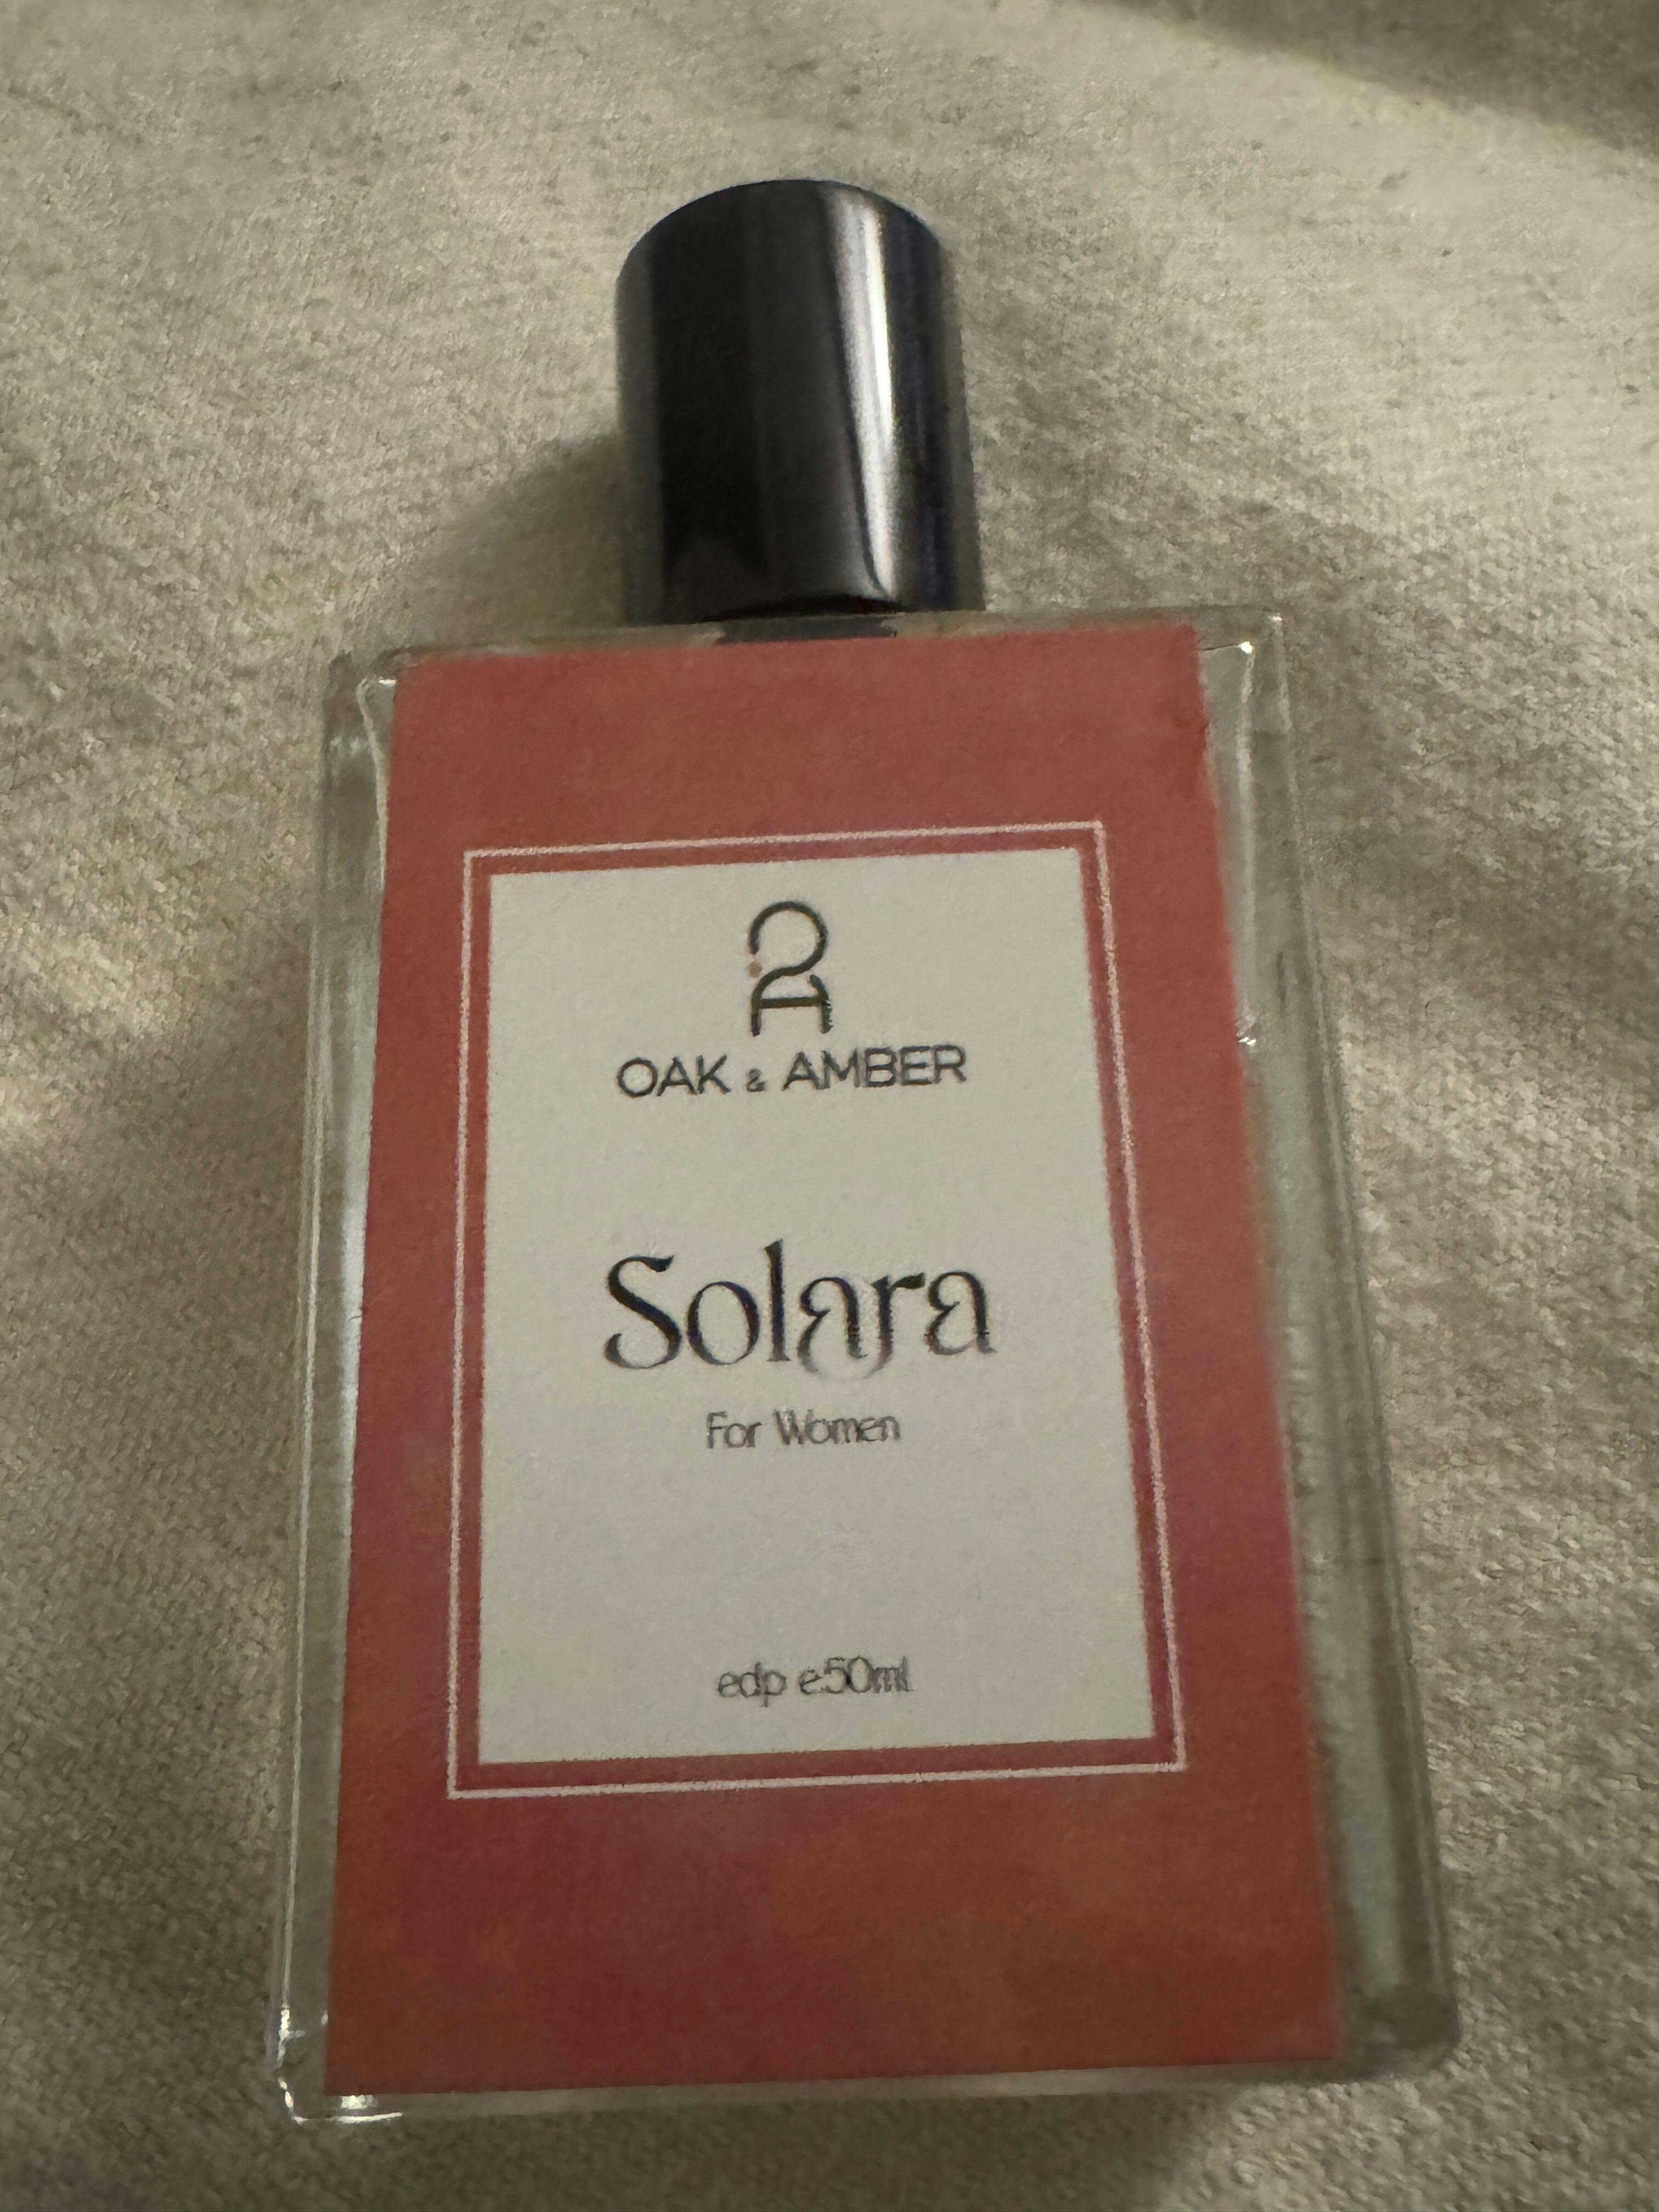 OAK & AMBER
Solara
For Women
edp e50ml